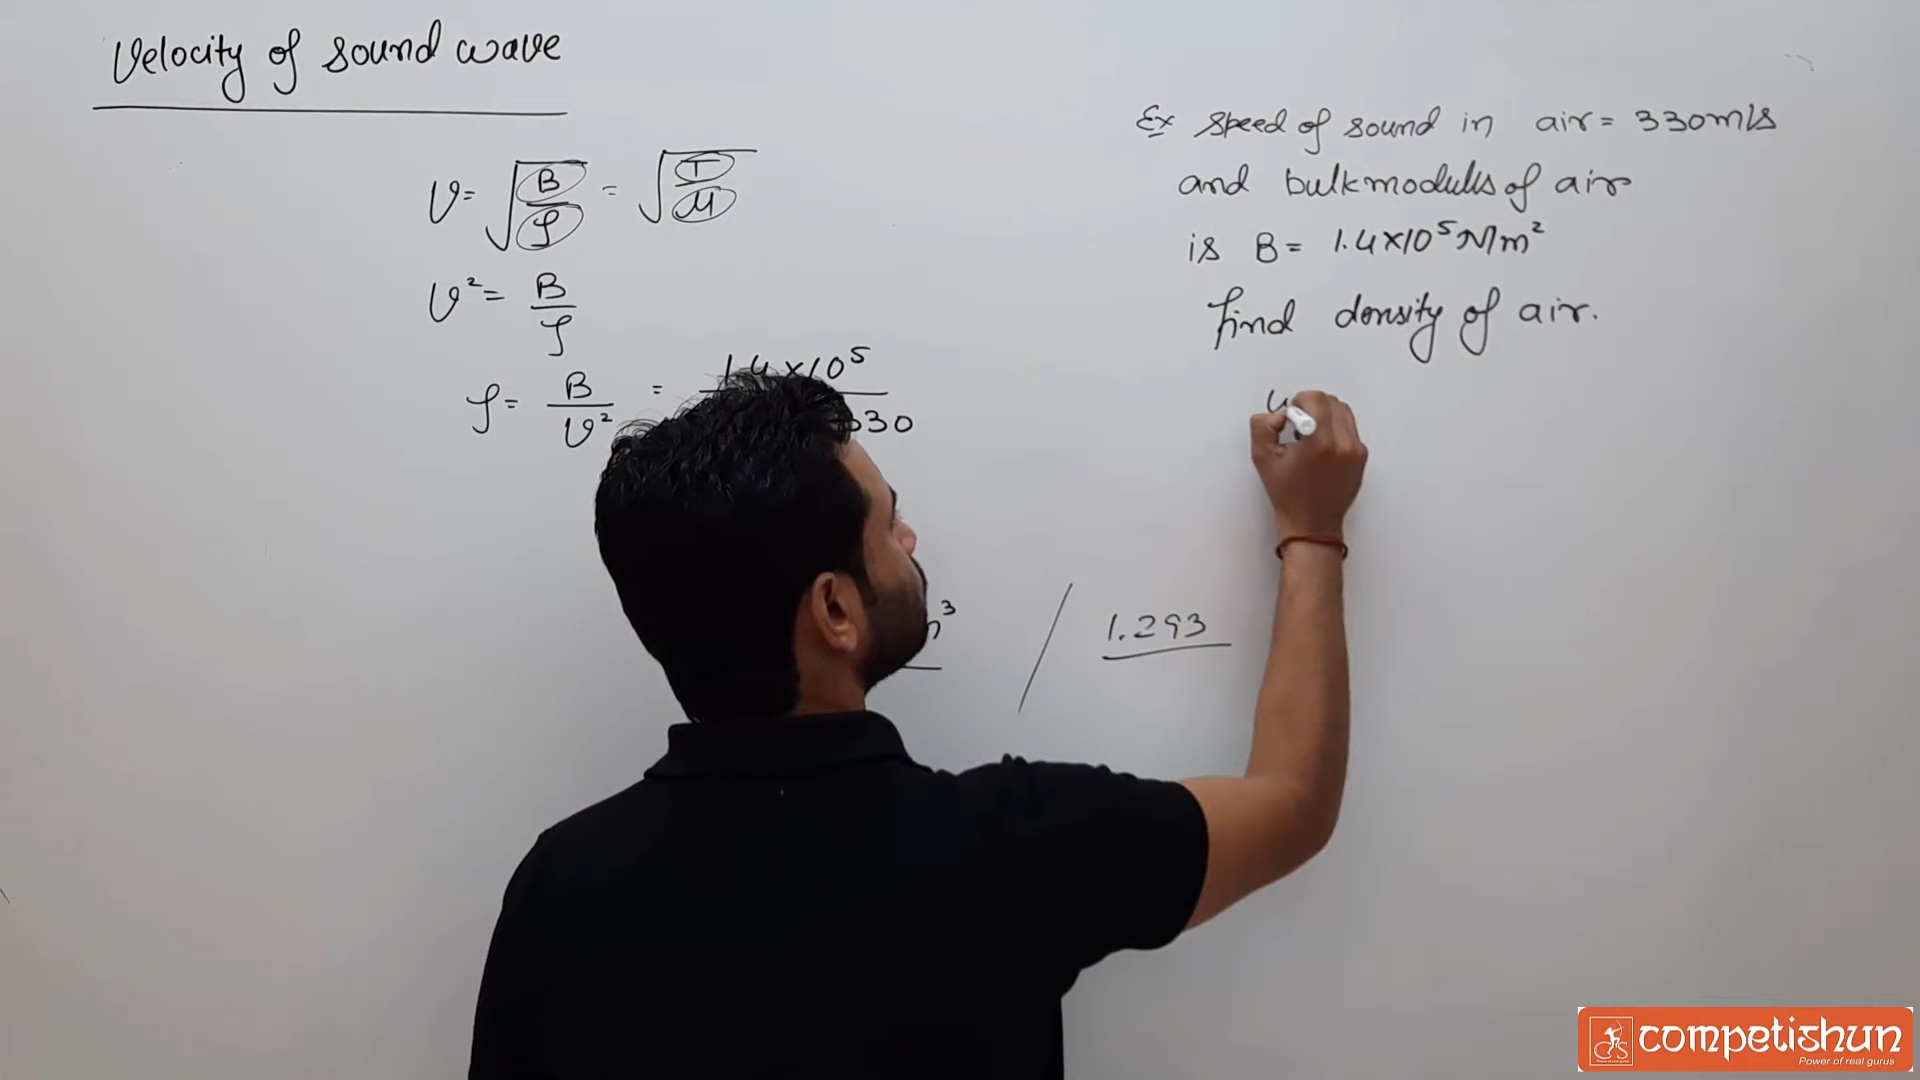 Velocity of sound wave
v = √B/ρ = √T/μ
v² = B/ρ
ρ = B/v² = 1.4×10⁵/330
m³
1.293
Ex speed of sound in air = 330m/s
and bulk modulus of air
is B = 1.4×10⁵ N/m²
find density of air.
competishun
Power of real gurus